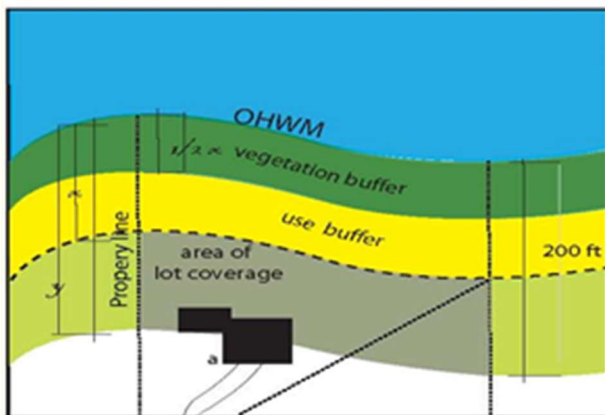 OHWM
1/2 x vegetation buffer
x
use buffer
Propery line
200 ft
area of
lot coverage
y
a